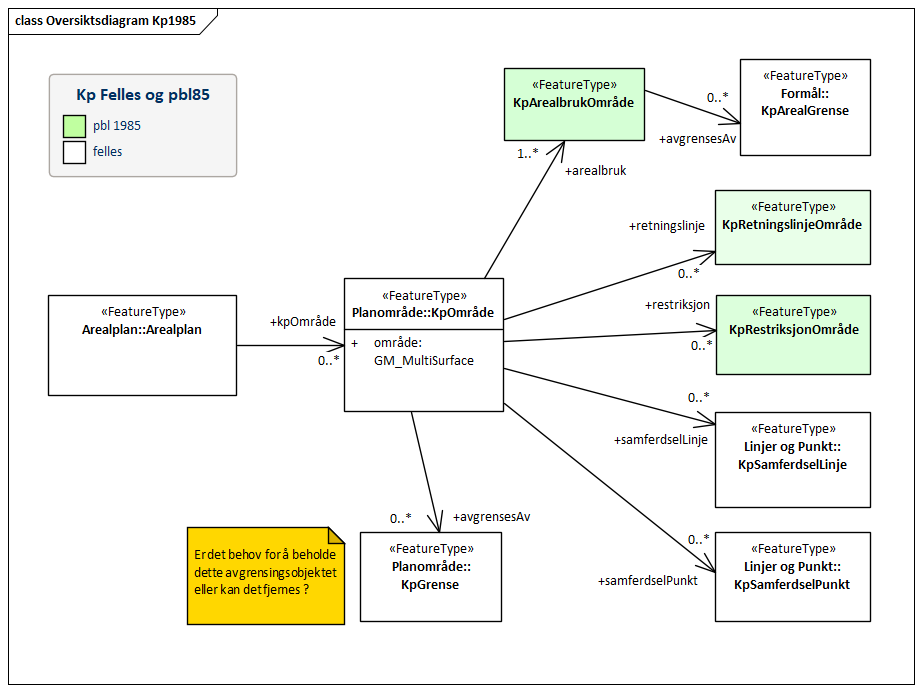 class Oversiktsdiagram Kp1985
Kp Felles og pbl85
pbl 1985
felles
«FeatureType»
KpArealbrukOmråde
0..*
+avgrensesAv
«FeatureType»
Formål::
KpArealGrense
1..*
+arealbruk
+retningslinje
0..*
«FeatureType»
KpRetningslinjeOmråde
«FeatureType»
Arealplan::Arealplan
+kpOmråde
0..*
«FeatureType»
Planområde::KpOmråde
+ område:
GM_MultiSurface
+restriksjon
0..*
«FeatureType»
KpRestriksjonOmråde
0..*
+samferdselLinje
«FeatureType»
Linjer og Punkt::
KpSamferdselLinje
0..*
+avgrensesAv
0..*
+samferdselPunkt
Er det behov for å beholde
dette avgrensingsobjektet
eller kan det fjernes ?
«FeatureType»
Planområde::
KpGrense
«FeatureType»
Linjer og Punkt::
KpSamferdselPunkt